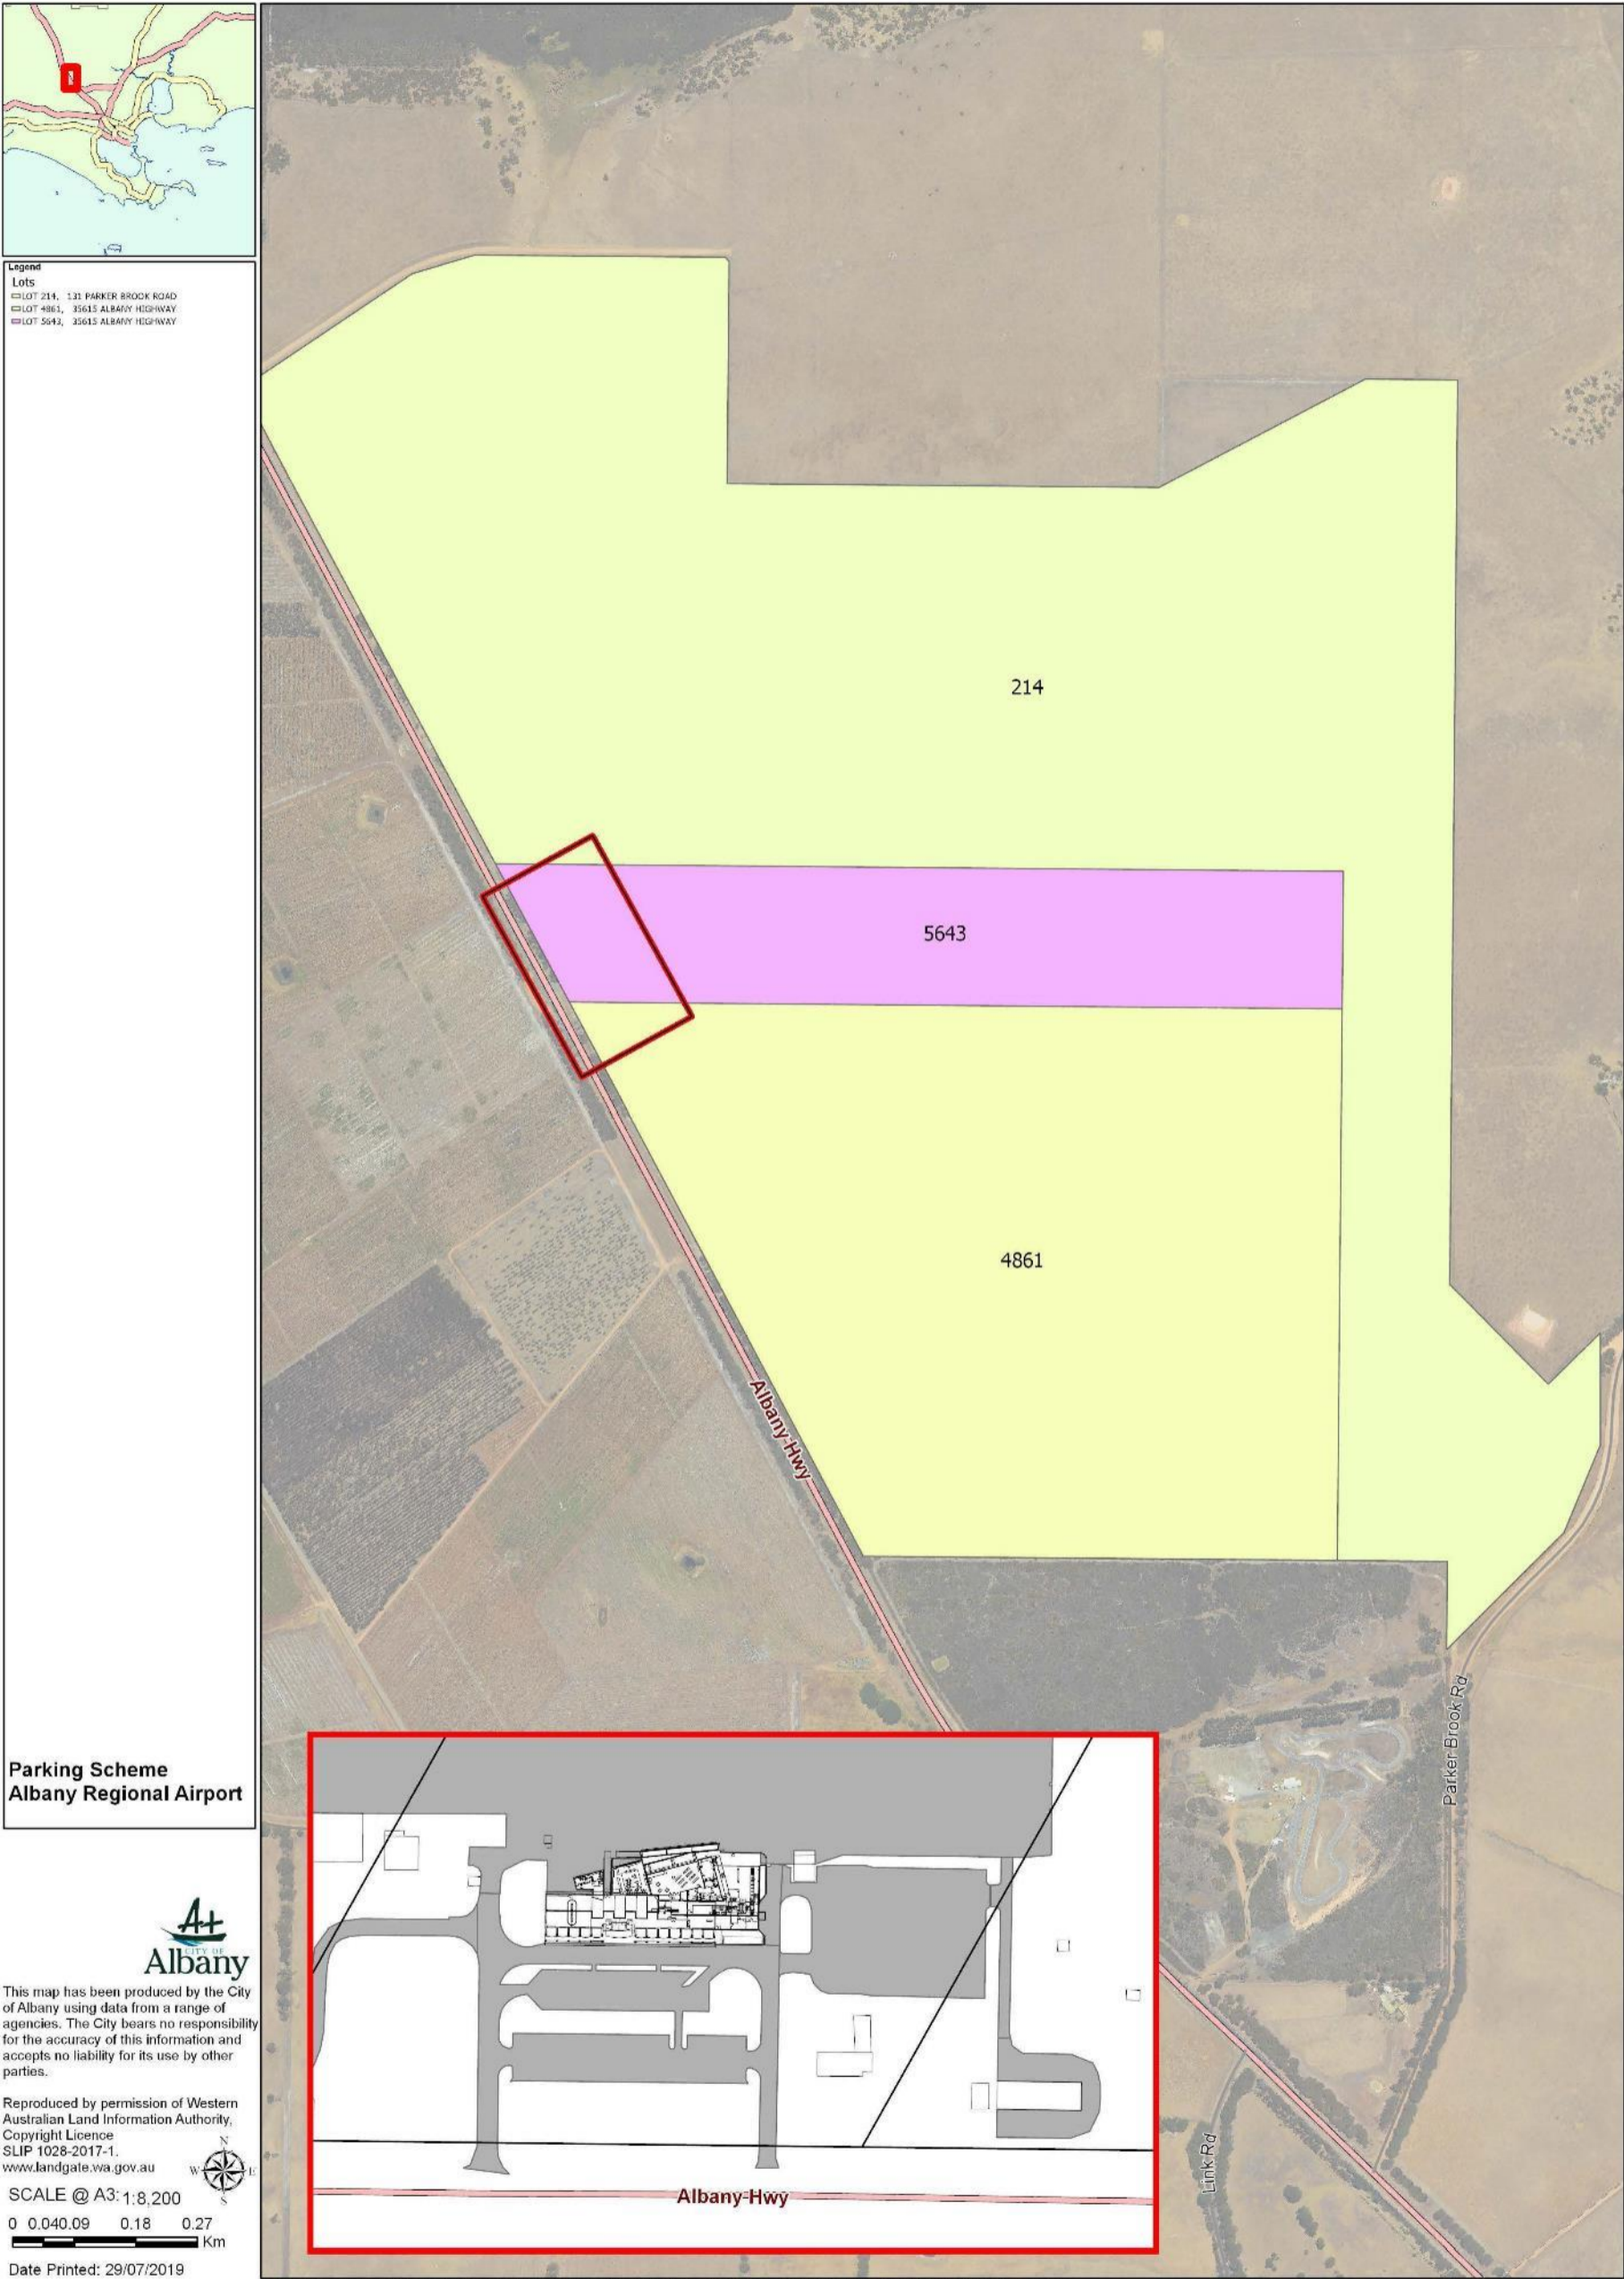 Legend
Lots
LOT 214, 131 PARKER BROOK ROAD
LOT 4861, 35615 ALBANY HIGHWAY
LOT 5643, 35615 ALBANY HIGHWAY
214
5643
4861
Albany Hwy
Parker Brook Rd
Link Rd
Albany Hwy
Parking Scheme
Albany Regional Airport
CITY OF
Albany
This map has been produced by the City
of Albany using data from a range of
agencies. The City bears no responsibility
for the accuracy of this information and
accepts no liability for its use by other
parties.
Reproduced by permission of Western
Australian Land Information Authority,
Copyright Licence
SLIP 1028-2017-1.
www.landgate.wa.gov.au
N
W
E
S
SCALE @ A3: 1:8,200
0 0.040.09 0.18 0.27
Km
Date Printed: 29/07/2019